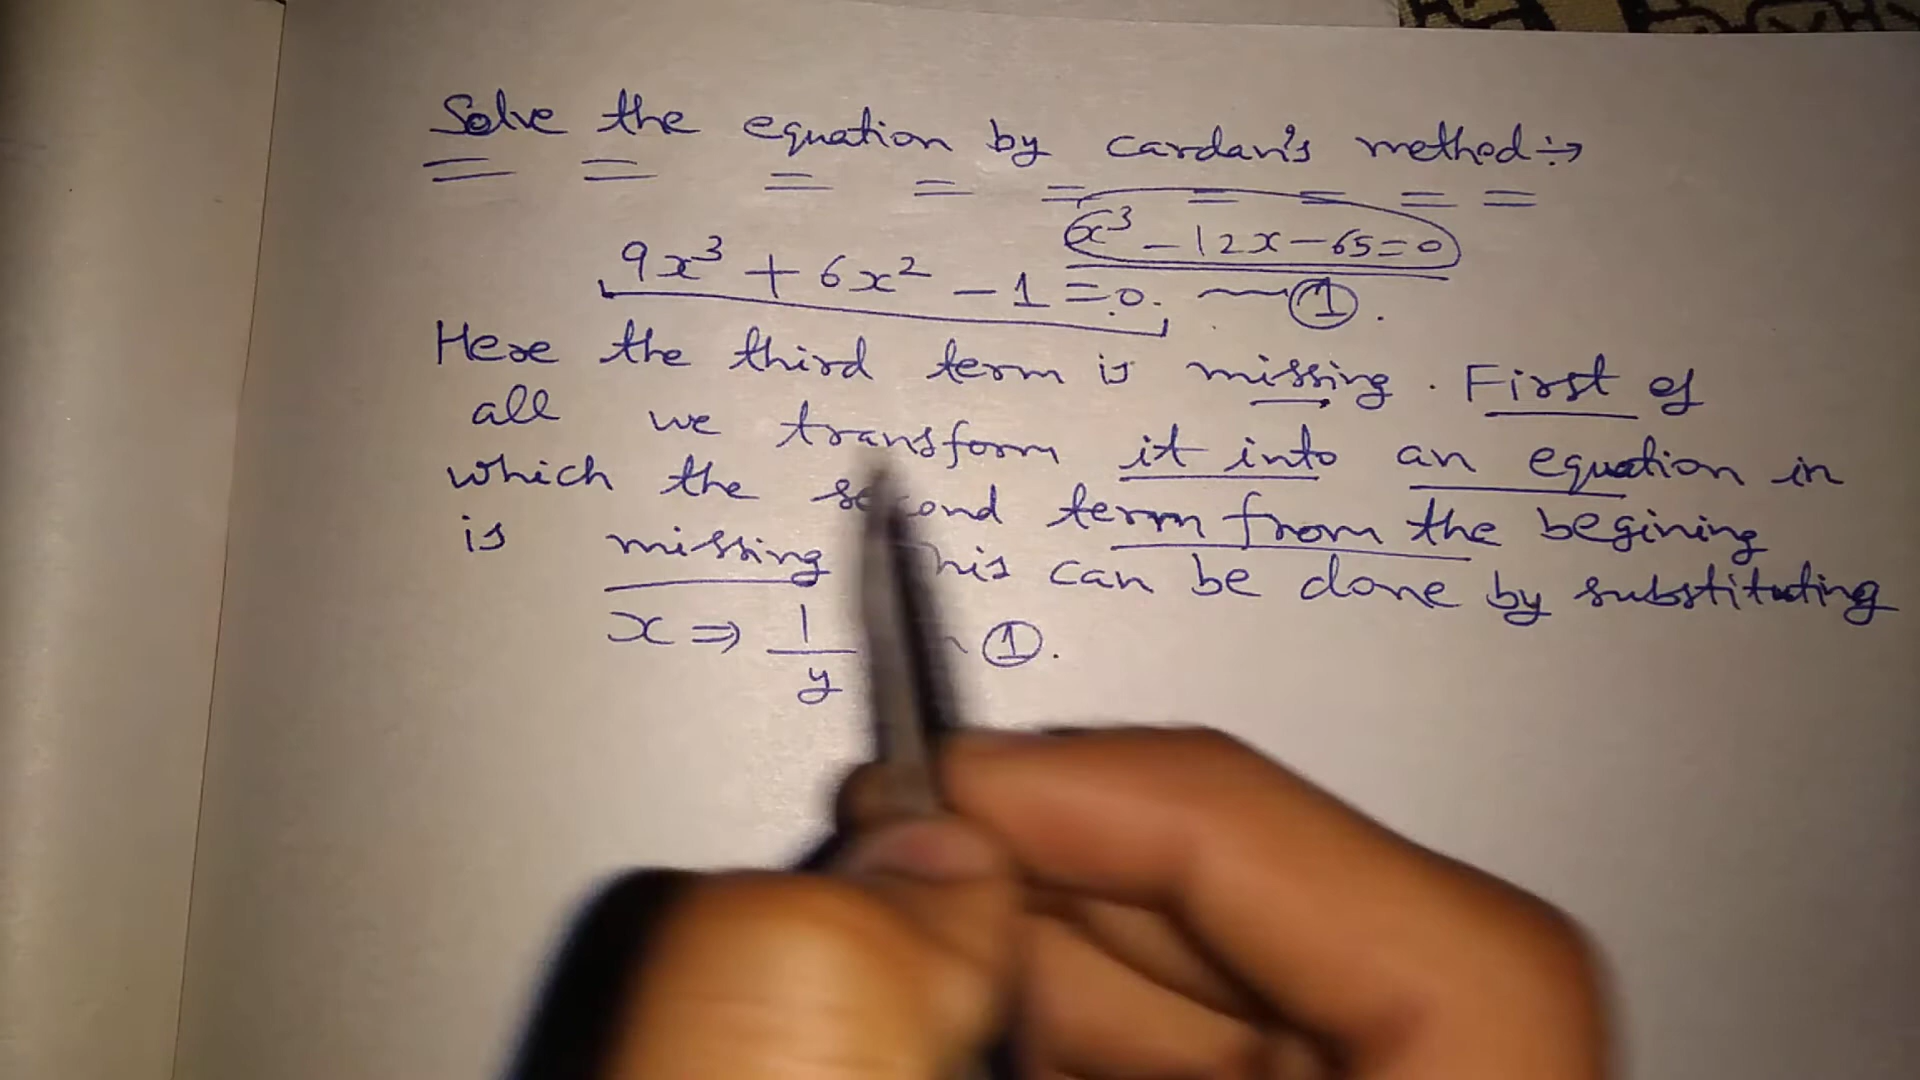 Solve the equation by cardan's method :→
x³ - 12x - 65 = 0
9x³ + 6x² - 1 = 0. ~ ①.
Here the third term is missing. First of
all we transform it into an equation in
which the second term from the begining
is missing This can be done by substituting
x ⇒ 1/y ~ ①.